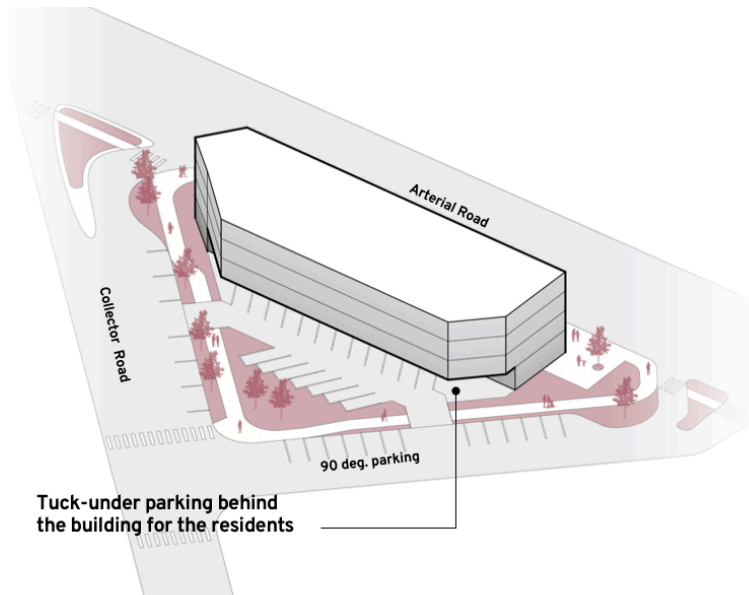 Arterial Road
Collector Road
90 deg. parking
Tuck-under parking behind
the building for the residents